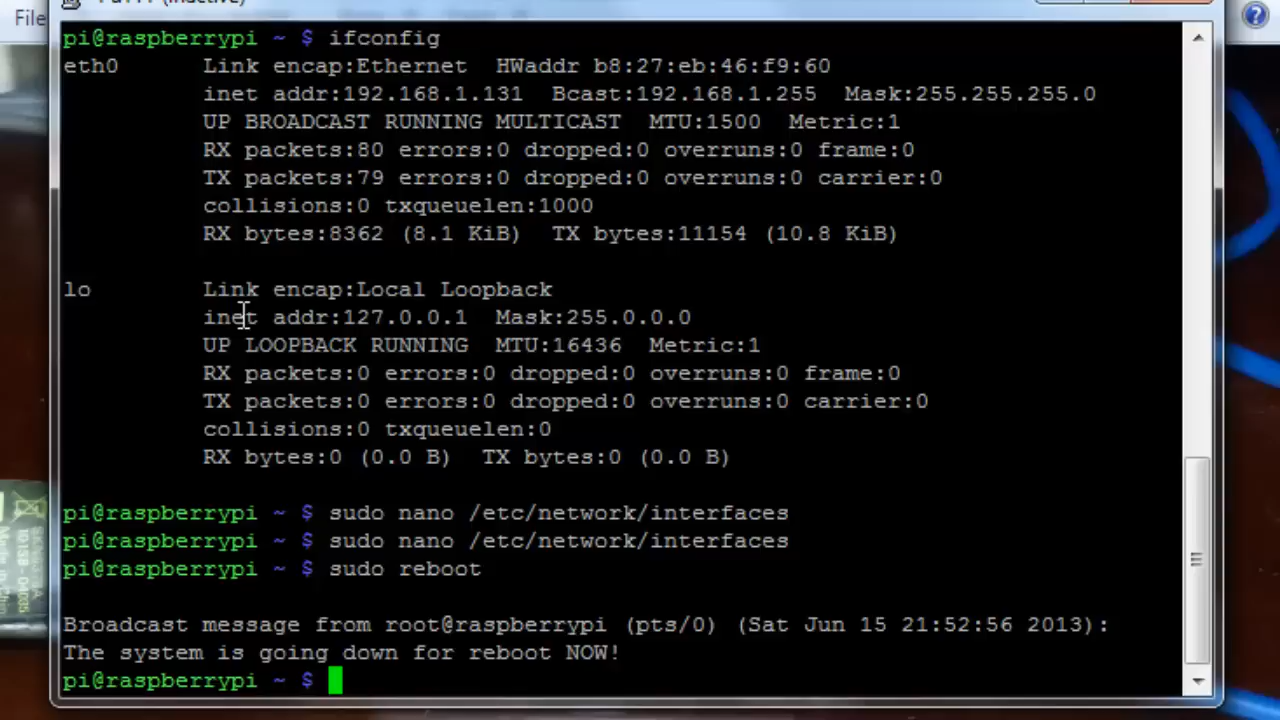 File
PuTTY (inactive)
pi@raspberrypi ~ $ ifconfig
eth0 Link encap:Ethernet HWaddr b8:27:eb:46:f9:60
inet addr:192.168.1.131 Bcast:192.168.1.255 Mask:255.255.255.0
UP BROADCAST RUNNING MULTICAST MTU:1500 Metric:1
RX packets:80 errors:0 dropped:0 overruns:0 frame:0
TX packets:79 errors:0 dropped:0 overruns:0 carrier:0
collisions:0 txqueuelen:1000
RX bytes:8362 (8.1 KiB) TX bytes:11154 (10.8 KiB)
lo Link encap:Local Loopback
inet addr:127.0.0.1 Mask:255.0.0.0
UP LOOPBACK RUNNING MTU:16436 Metric:1
RX packets:0 errors:0 dropped:0 overruns:0 frame:0
TX packets:0 errors:0 dropped:0 overruns:0 carrier:0
collisions:0 txqueuelen:0
RX bytes:0 (0.0 B) TX bytes:0 (0.0 B)
pi@raspberrypi ~ $ sudo nano /etc/network/interfaces
pi@raspberrypi ~ $ sudo nano /etc/network/interfaces
pi@raspberrypi ~ $ sudo reboot
Broadcast message from root@raspberrypi (pts/0) (Sat Jun 15 21:52:56 2013):
The system is going down for reboot NOW!
pi@raspberrypi ~ $